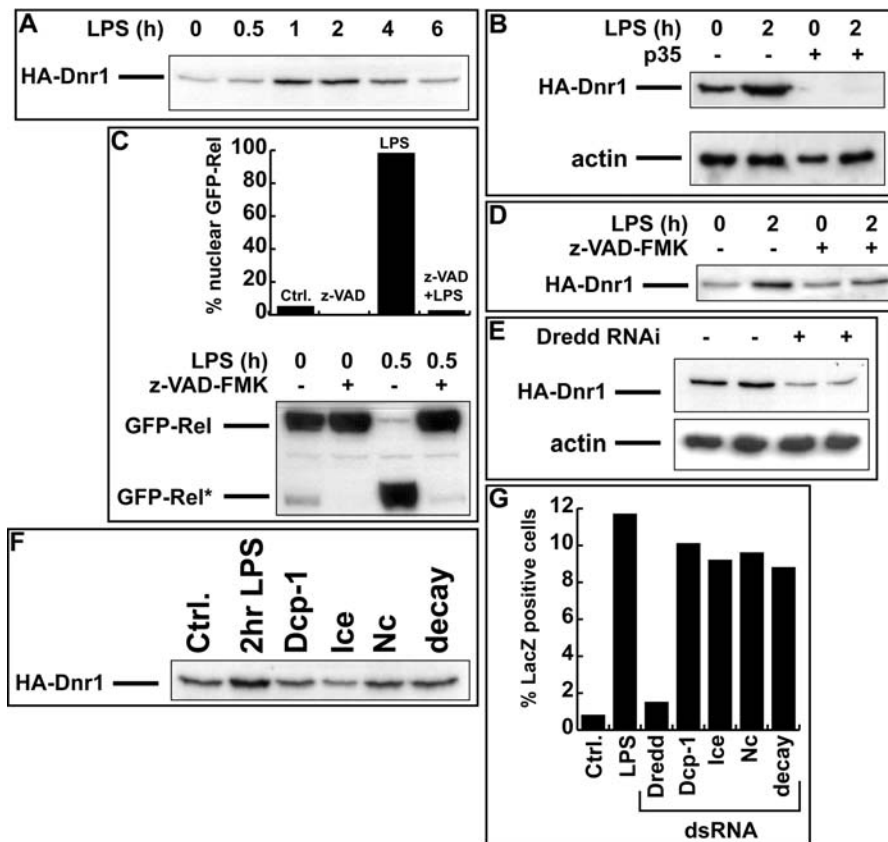 A
LPS (h) 0 0.5 1 2 4 6
HA-Dnr1
B
LPS (h) 0 2 0 2
p35 - - + +
HA-Dnr1
actin
C
% nuclear GFP-Rel
100
80
60
40
20
0
Ctrl. z-VAD LPS z-VAD +LPS
LPS (h) 0 0 0.5 0.5
z-VAD-FMK - + - +
GFP-Rel
GFP-Rel*
D
LPS (h) 0 2 0 2
z-VAD-FMK - - + +
HA-Dnr1
E
Dredd RNAi - - + +
HA-Dnr1
actin
F
Ctrl. 2hr LPS Dcp-1 Ice Nc decay
HA-Dnr1
G
% LacZ positive cells
12
10
8
6
4
2
0
Ctrl. LPS Dredd Dcp-1 Ice Nc decay
dsRNA